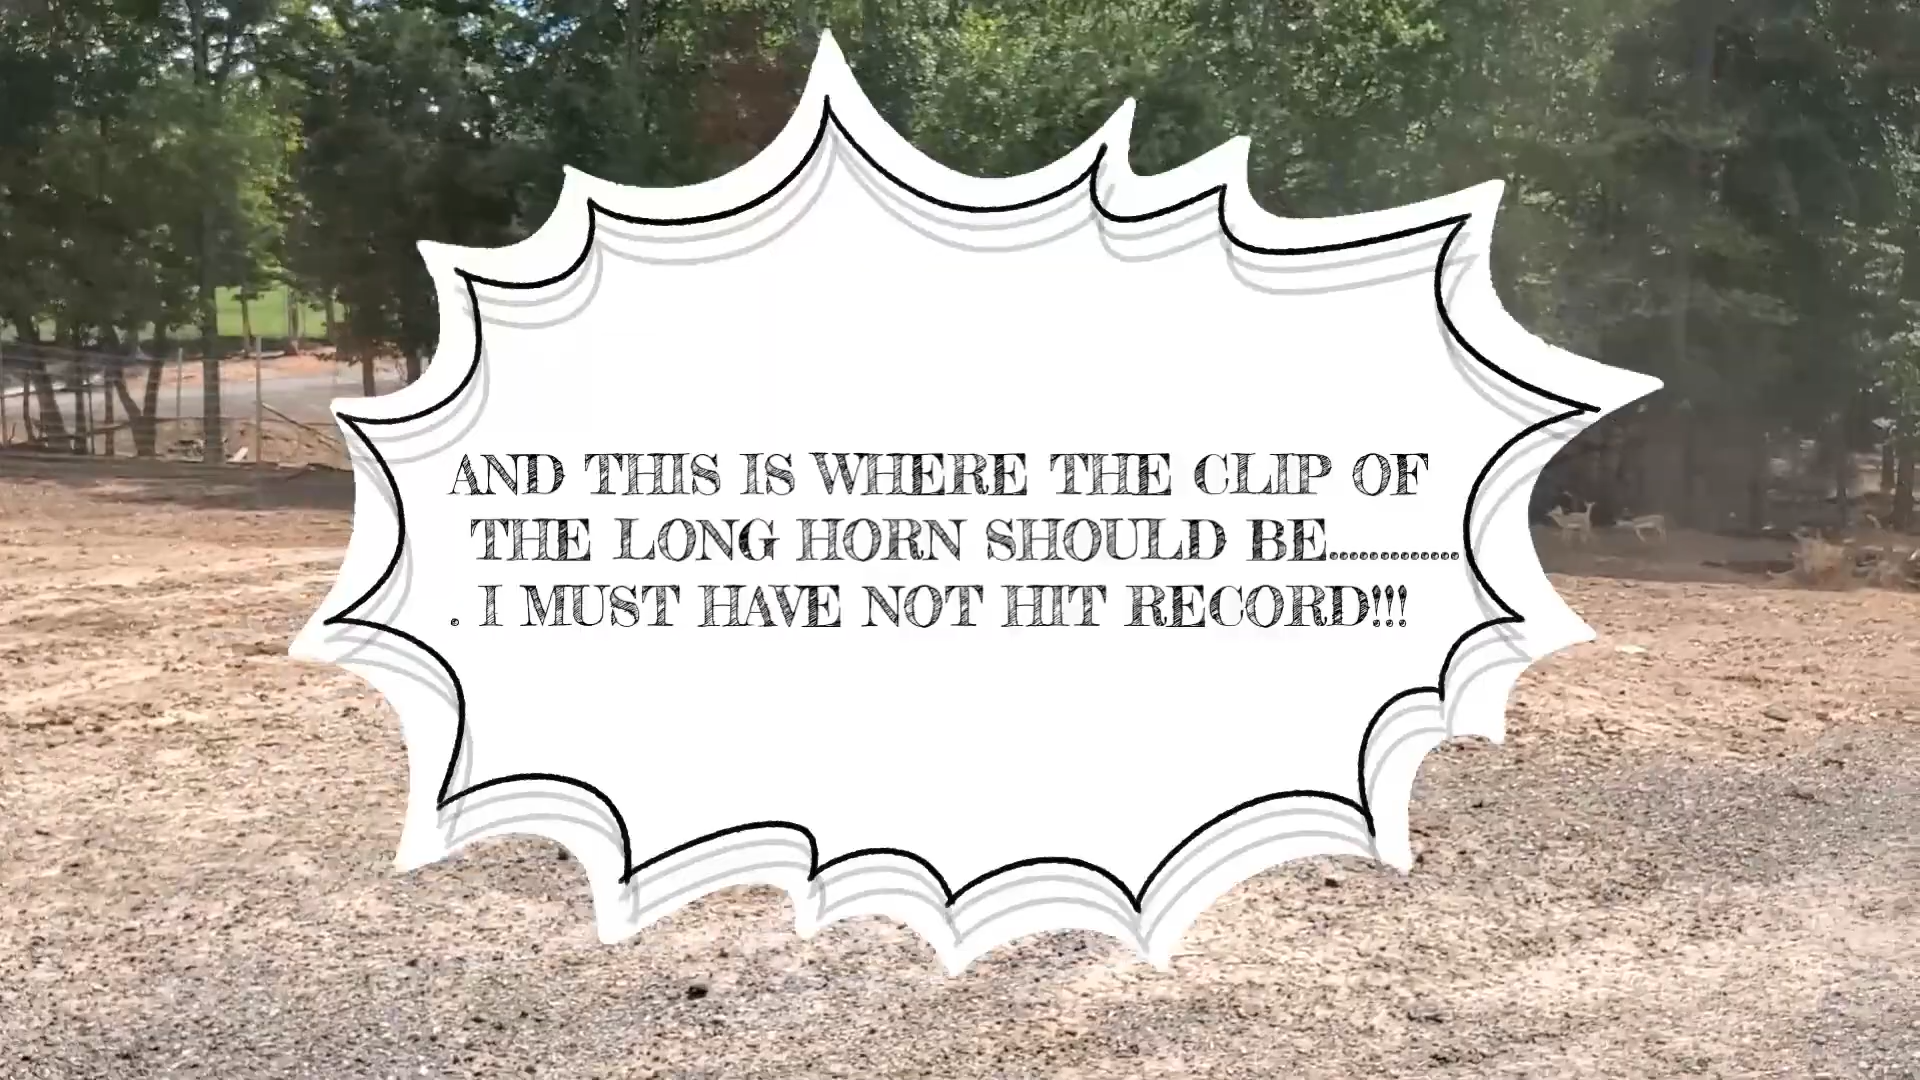 AND THIS IS WHERE THE CLIP OF
THE LONG HORN SHOULD BE.............
. I MUST HAVE NOT HIT RECORD!!!